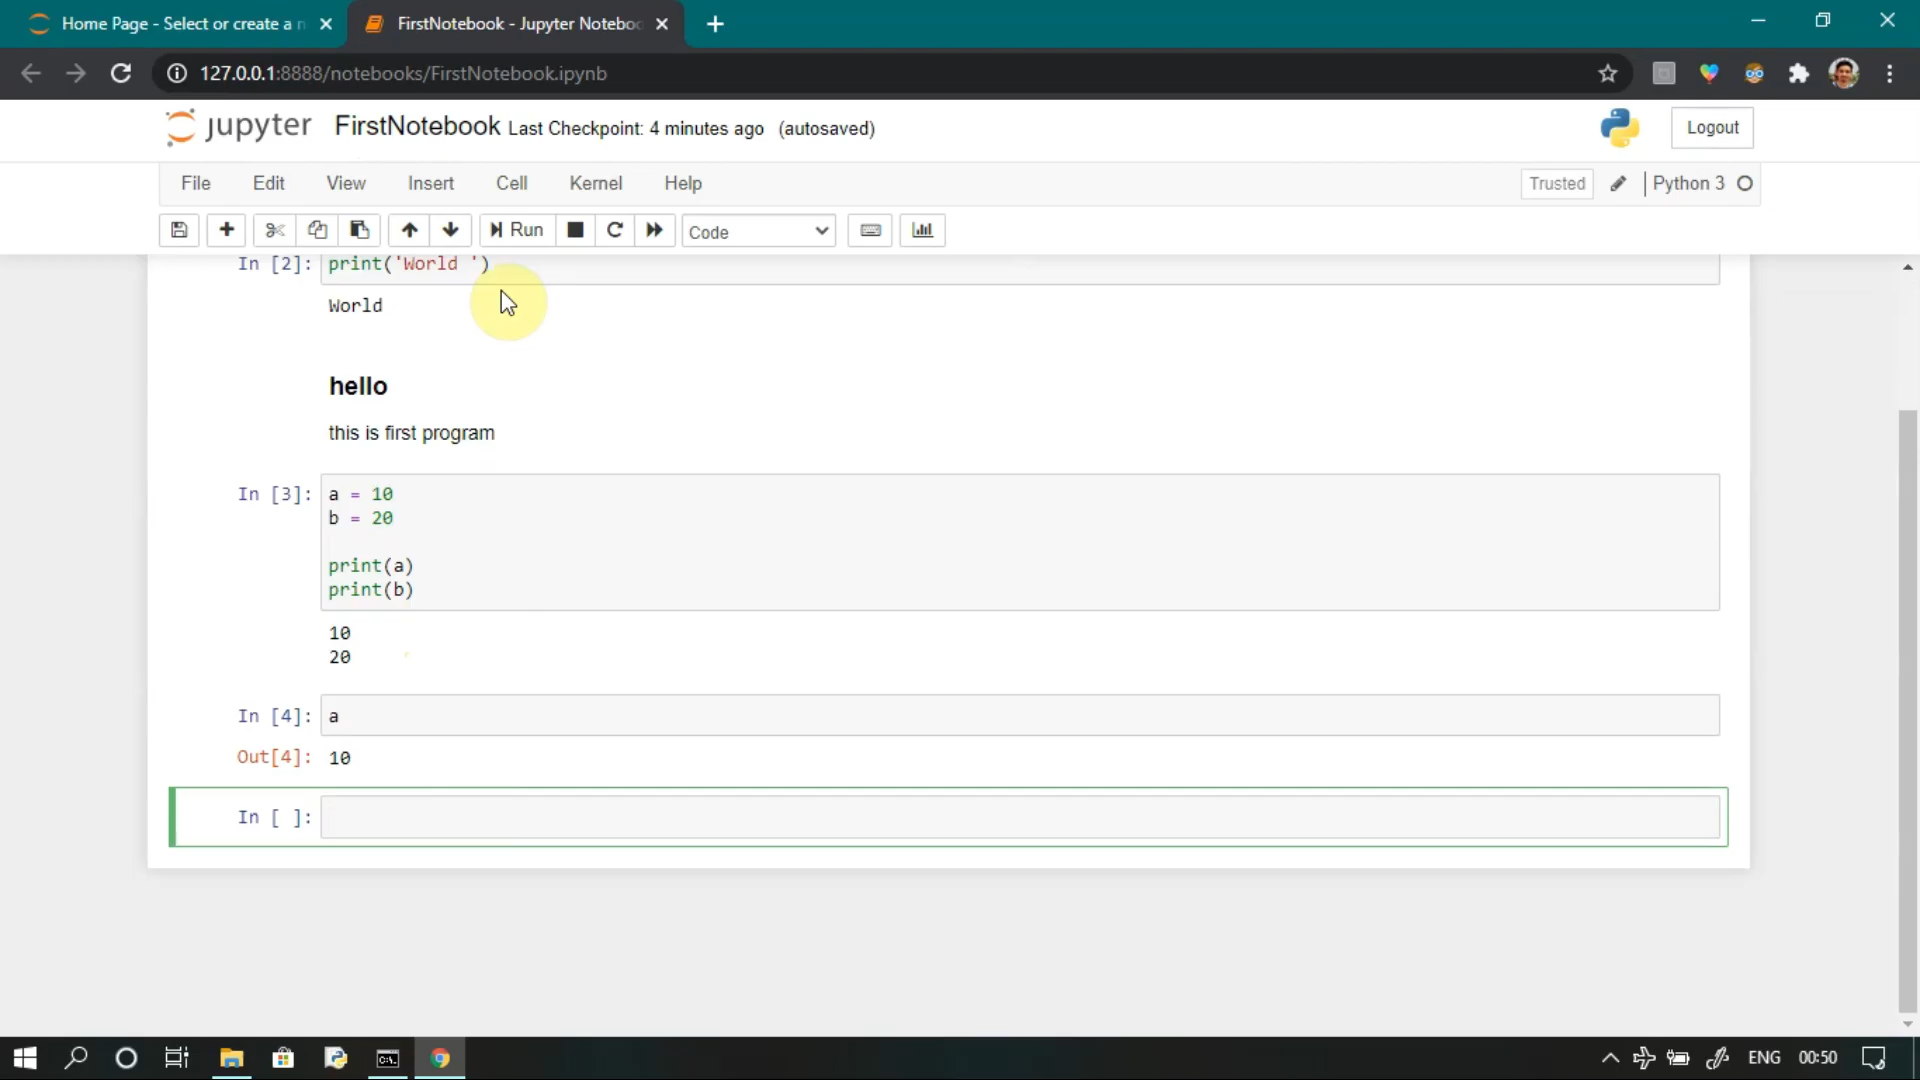 Home Page - Select or create a n
FirstNotebook - Jupyter Noteboo
127.0.0.1:8888/notebooks/FirstNotebook.ipynb
jupyter FirstNotebook Last Checkpoint: 4 minutes ago (autosaved) Logout
File Edit View Insert Cell Kernel Help Trusted Python 3
Run Code
In [2]: print('World ')
World
hello
this is first program
In [3]: a = 10
b = 20
print(a)
print(b)
10
20
In [4]: a
Out[4]: 10
In [ ]:
C:\_ ENG 00:50